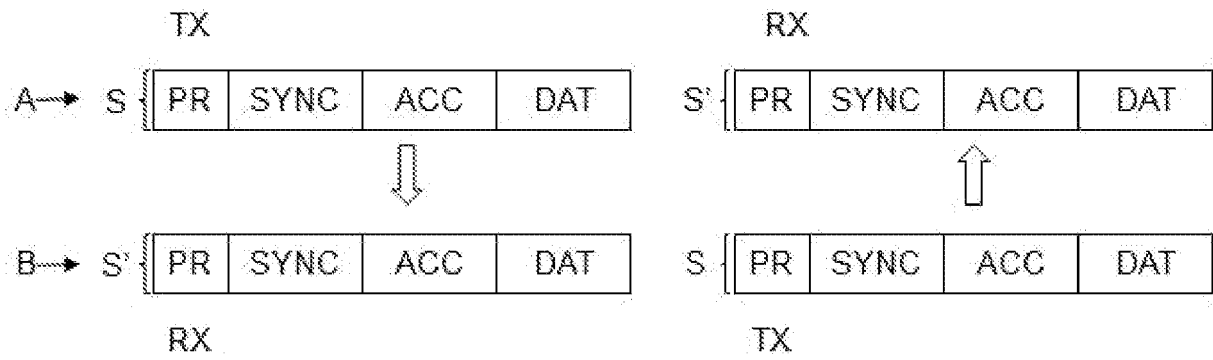 TX RX
A S PR SYNC ACC DAT S' PR SYNC ACC DAT
B S' PR SYNC ACC DAT S PR SYNC ACC DAT
RX TX